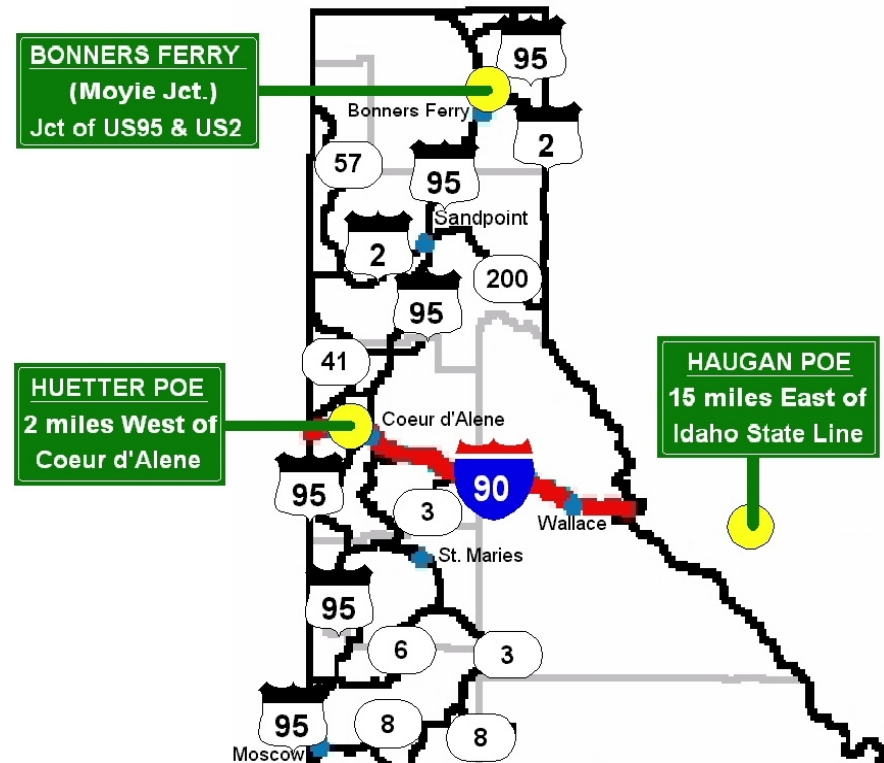 BONNERS FERRY
(Moyie Jct.)
Jct of US95 & US2
95
Bonners Ferry
2
57
95
Sandpoint
2
200
95
41
HUETTER POE
2 miles West of
Coeur d'Alene
Coeur d'Alene
HAUGAN POE
15 miles East of
Idaho State Line
95
90
3
Wallace
St. Maries
95
6
3
95
8
8
Moscow